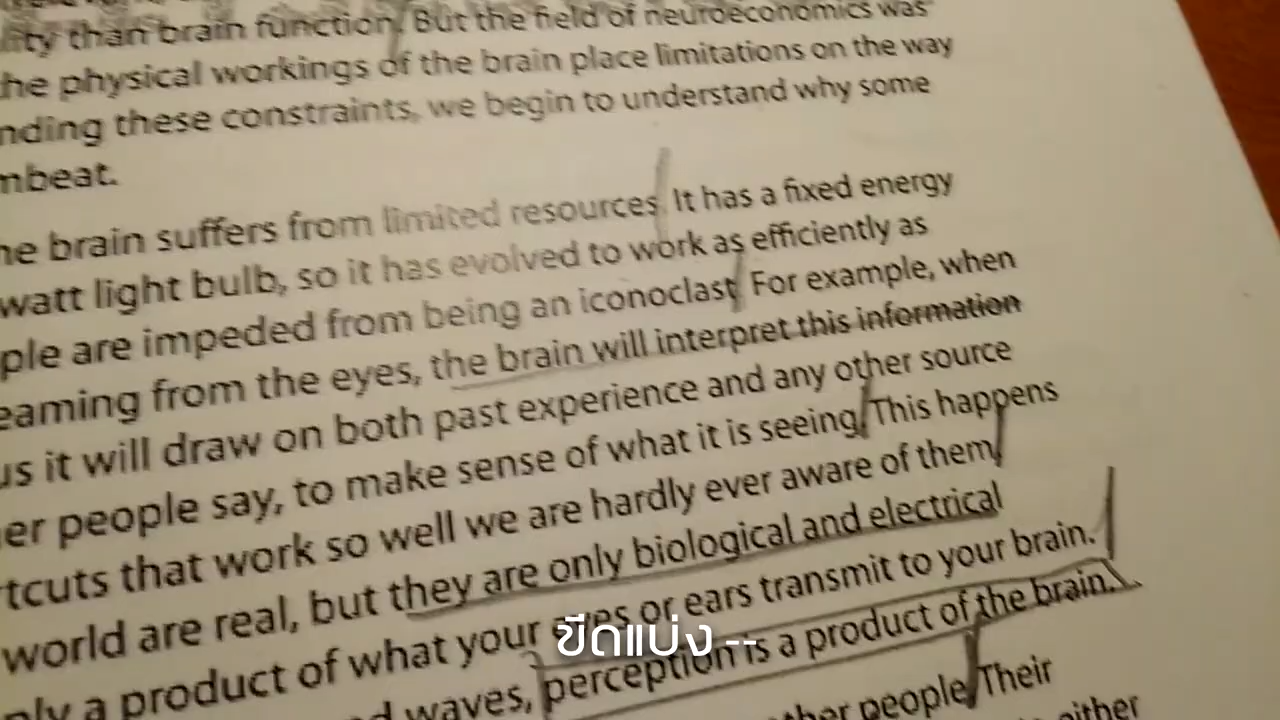 than brain function. But the field of neuroeconomics was
he physical workings of the brain place limitations on the way
nding these constraints, we begin to understand why some
mbeat.
he brain suffers from limited resources. It has a fixed energy
watt light bulb, so it has evolved to work as efficiently as
ple are impeded from being an iconoclast. For example, when
eaming from the eyes, the brain will interpret this information
us it will draw on both past experience and any other source
er people say, to make sense of what it is seeing. This happens
tcuts that work so well we are hardly ever aware of them.
world are real, but they are only biological and electrical
nly a product of what your eyes or ears transmit to your brain.
d waves, perception is a product of the brain.
ther people. Their
either
ขีดแบ่ง --